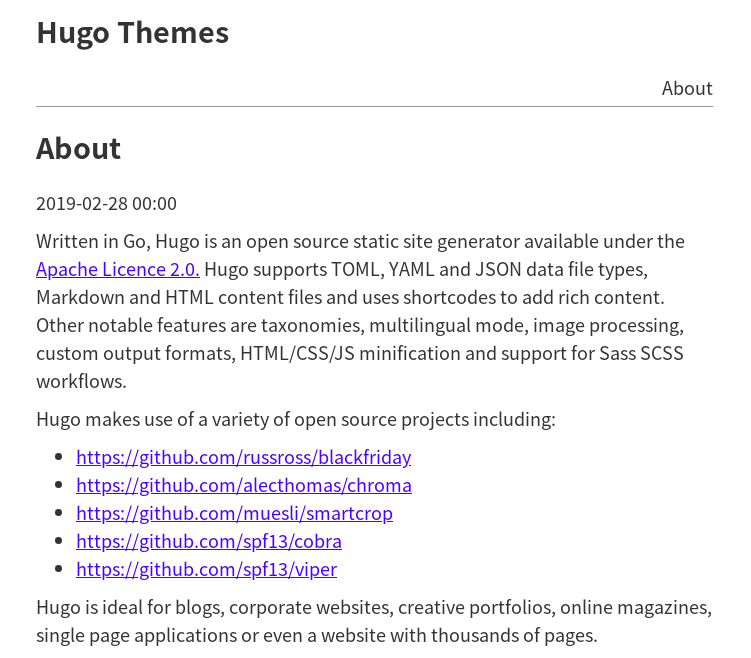 Hugo Themes
About
About
2019-02-28 00:00
Written in Go, Hugo is an open source static site generator available under the
Apache Licence 2.0. Hugo supports TOML, YAML and JSON data file types,
Markdown and HTML content files and uses shortcodes to add rich content.
Other notable features are taxonomies, multilingual mode, image processing,
custom output formats, HTML/CSS/JS minification and support for Sass SCSS
workflows.
Hugo makes use of a variety of open source projects including:
https://github.com/russross/blackfriday
https://github.com/alecthomas/chroma
https://github.com/muesli/smartcrop
https://github.com/spf13/cobra
https://github.com/spf13/viper
Hugo is ideal for blogs, corporate websites, creative portfolios, online magazines,
single page applications or even a website with thousands of pages.